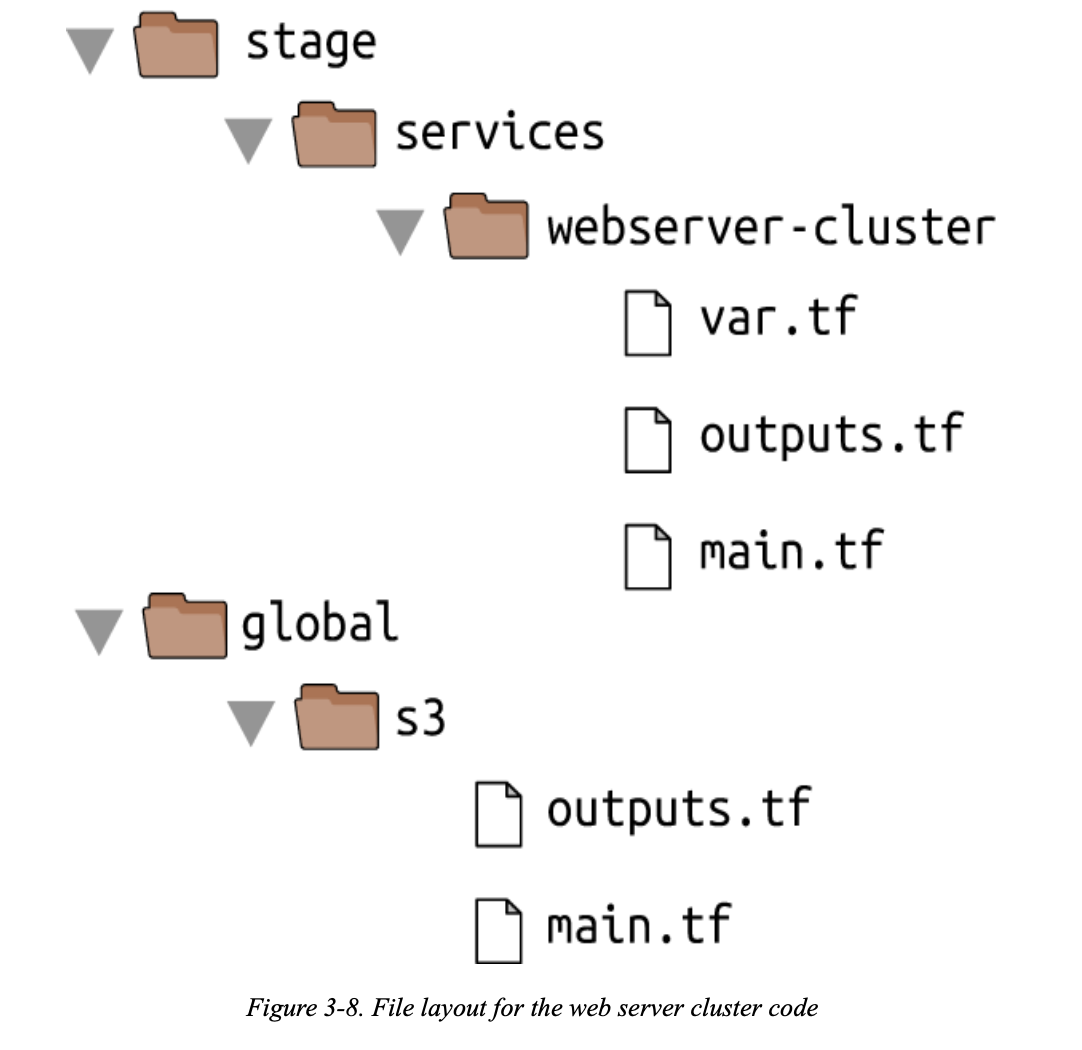 stage
services
webserver-cluster
var.tf
outputs.tf
main.tf
global
s3
outputs.tf
main.tf
Figure 3-8. File layout for the web server cluster code